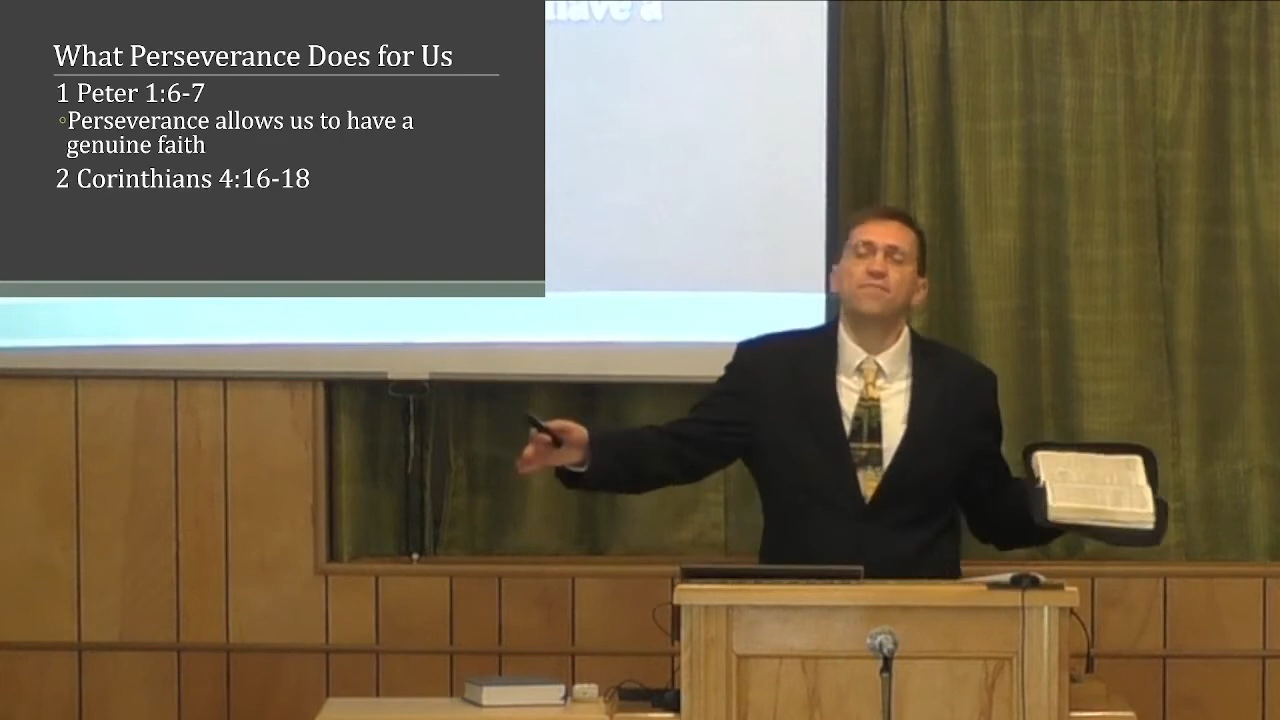 have a
What Perseverance Does for Us
1 Peter 1:6-7
◦Perseverance allows us to have a
genuine faith
2 Corinthians 4:16-18